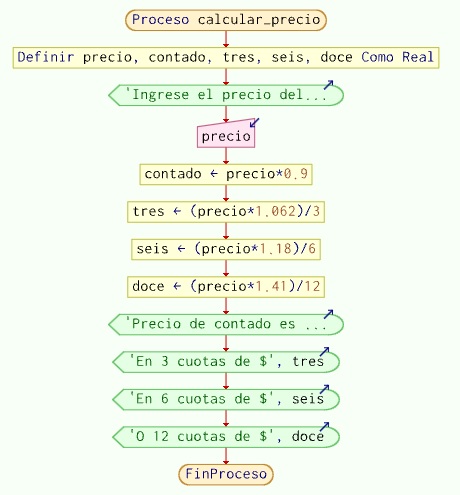 Proceso calcular_precio
Definir precio, contado, tres, seis, doce Como Real
'Ingrese el precio del...
precio
contado ← precio*0.9
tres ← (precio*1.062)/3
seis ← (precio*1.18)/6
doce ← (precio*1.41)/12
'Precio de contado es ...
'En 3 cuotas de $', tres
'En 6 cuotas de $', seis
'O 12 cuotas de $', doce
FinProceso